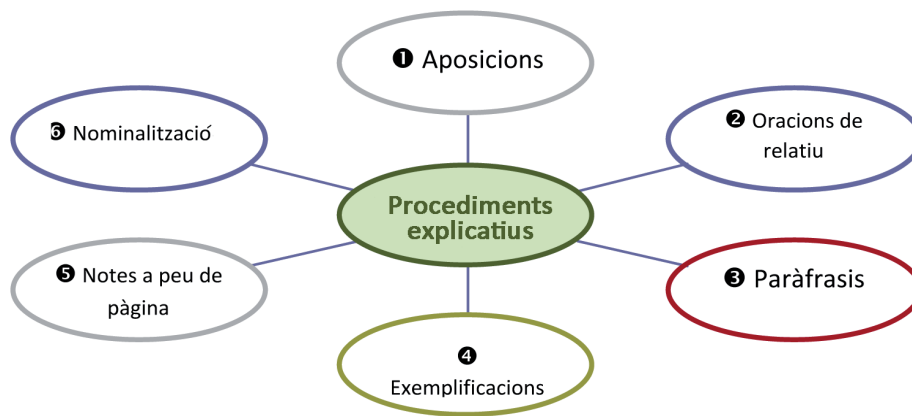 ❶ Aposicions
❻ Nominalització
❷ Oracions de
relatiu
Procediments
explicatius
❺ Notes a peu de
pàgina
❸ Paràfrasis
❹
Exemplificacions